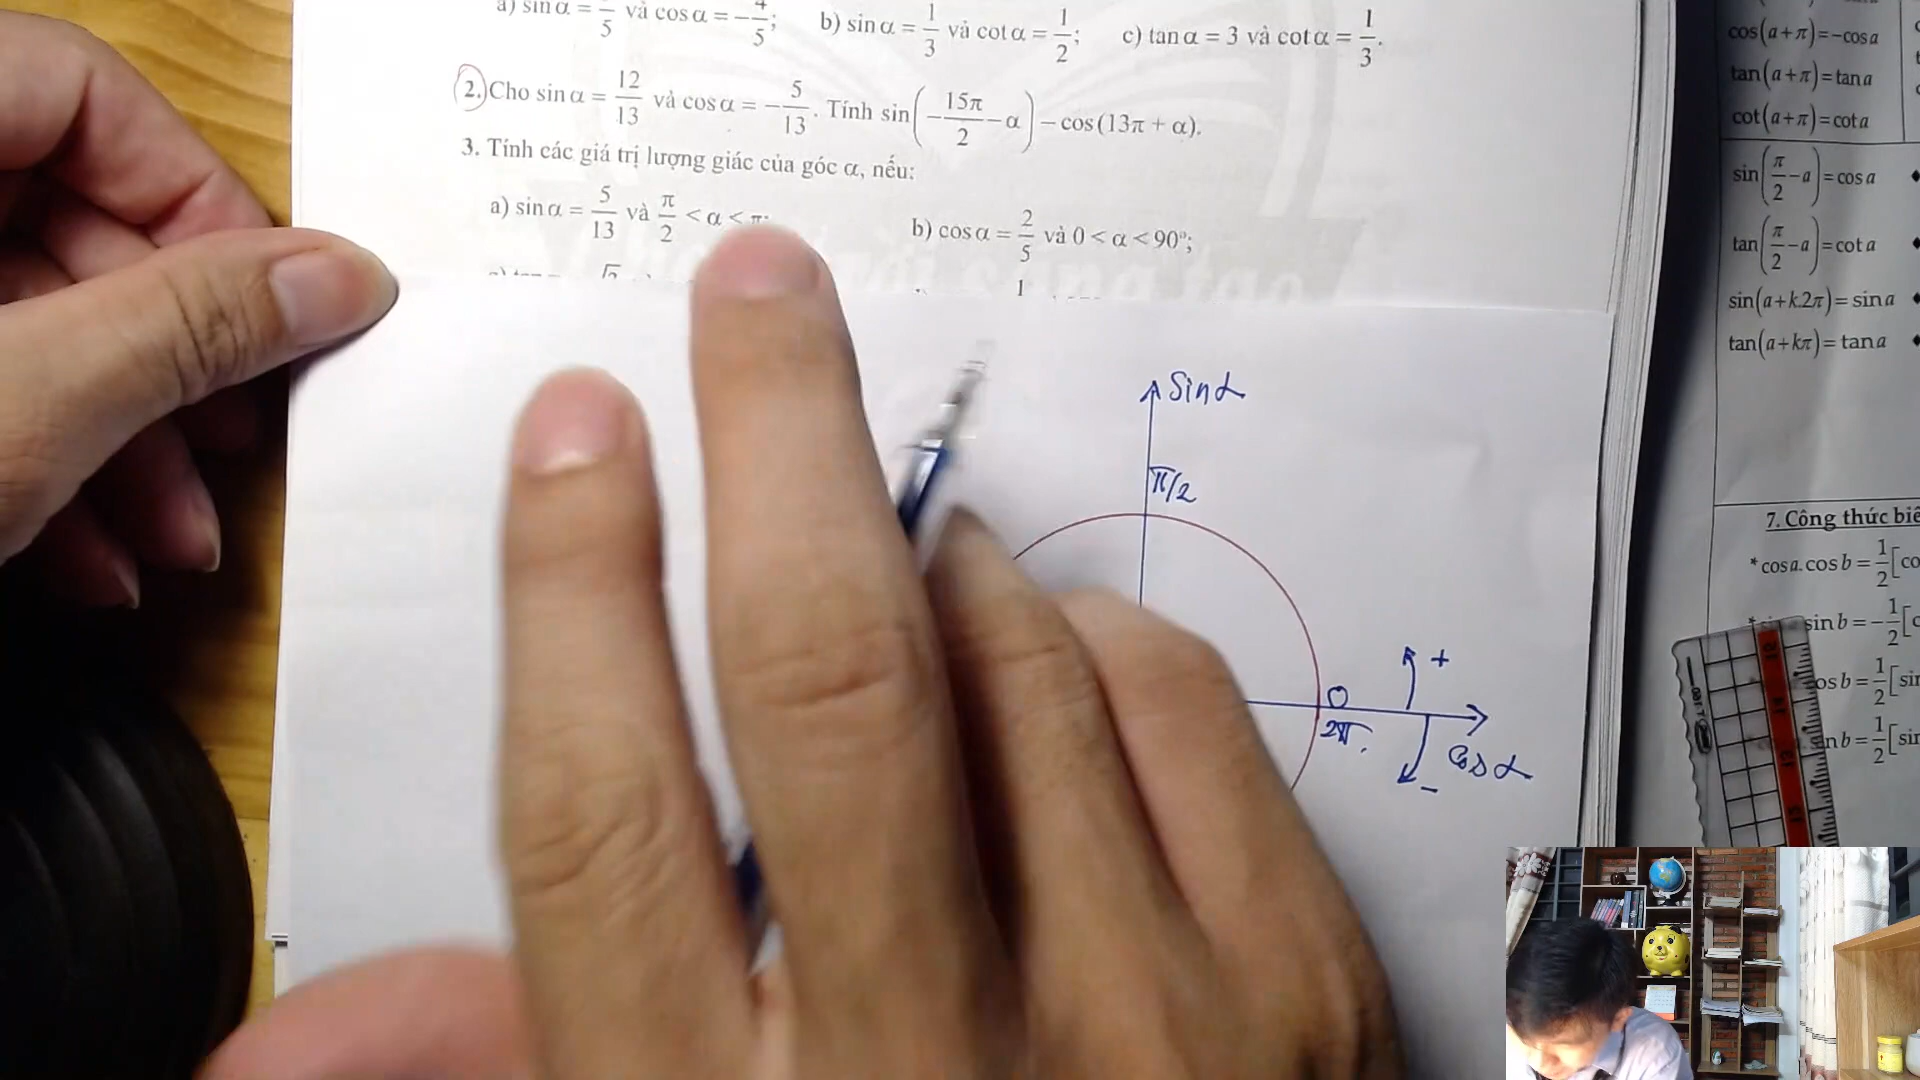 a) sin α = /5 và cos α = −4/5; b) sin α = 1/3 và cot α = 1/2; c) tan α = 3 và cot α = 1/3.
2. Cho sin α = 12/13 và cos α = −5/13. Tính sin(−15π/2 − α) − cos(13π + α).
3. Tính các giá trị lượng giác của góc α, nếu:
a) sin α = 5/13 và π/2 < α < π; b) cos α = 2/5 và 0 < α < 90°;
1
Sin α
π/2
+
0
2π.
Cos α
−
cos(a+π)=−cos a
tan(a+π)=tan a
cot(a+π)=cot a
sin(π/2−a)=cos a
tan(π/2−a)=cot a
sin(a+k.2π)=sin a
tan(a+kπ)=tan a
7. Công thức biế
*cos a.cos b = 1/2[co
sin b = −1/2[c
os b = 1/2[sin
n b = 1/2[sin